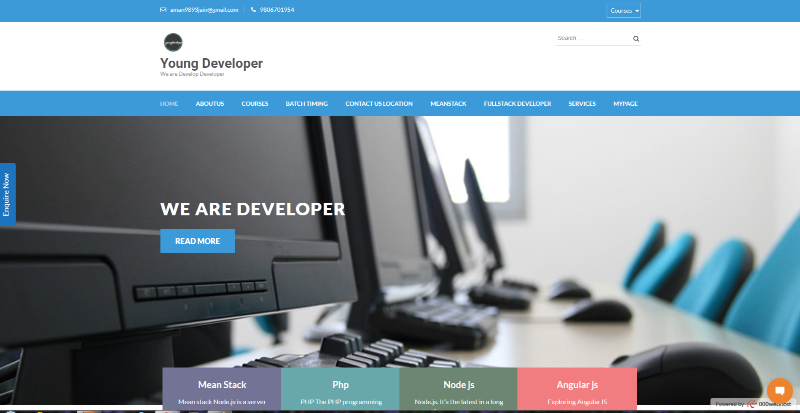 aman9893jain@gmail.com 9806701954 Courses
Search ...
Young Developer
We are Develop Developer
HOME ABOUTUS COURSES BATCH TIMING CONTACT US LOCATION MEANSTACK FULLSTACK DEVELOPER SERVICES MYPAGE
Enquire Now
WE ARE DEVELOPER
READ MORE
Mean Stack Php Node js Angular js
Mean stack Node.js is a server PHP The PHP programming Node.js. It's the latest in a long Exploring Angular JS
Powered by 000webhost